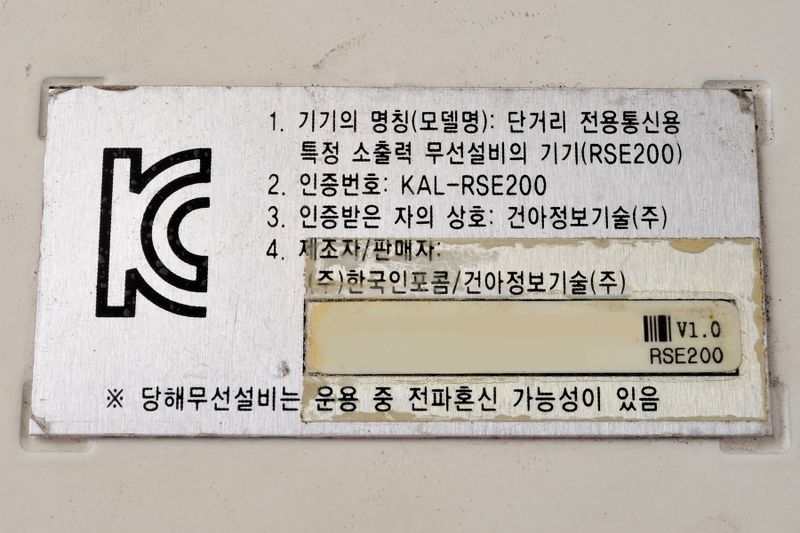 KC
1. 기기의 명칭(모델명): 단거리 전용통신용
특정 소출력 무선설비의 기기(RSE200)
2. 인증번호: KAL-RSE200
3. 인증받은 자의 상호: 건아정보기술(주)
4. 제조자/판매자:
(주)한국인포콤/건아정보기술(주)
V1.0
RSE200
※ 당해무선설비는 운용 중 전파혼신 가능성이 있음